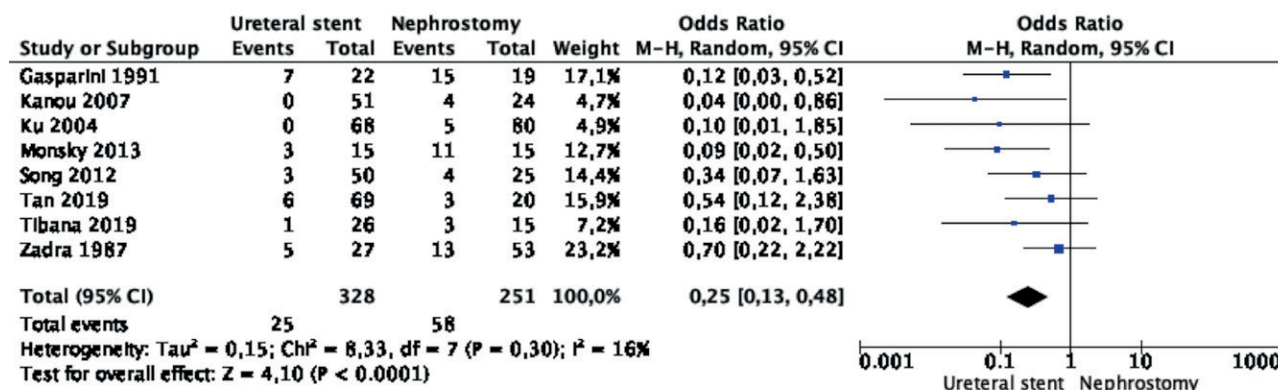 Ureteral stent Nephrostomy Odds Ratio Odds Ratio
Study or Subgroup Events Total Events Total Weight M-H, Random, 95% CI M-H, Random, 95% CI
Gasparini 1991 7 22 15 19 17,1% 0,12 [0,03, 0,52]
Kanou 2007 0 51 4 24 4,7% 0,04 [0,00, 0,86]
Ku 2004 0 68 5 80 4,9% 0,10 [0,01, 1,85]
Monsky 2013 3 15 11 15 12,7% 0,09 [0,02, 0,50]
Song 2012 3 50 4 25 14,4% 0,34 [0,07, 1,63]
Tan 2019 6 69 3 20 15,9% 0,54 [0,12, 2,38]
Tibana 2019 1 26 3 15 7,2% 0,16 [0,02, 1,70]
Zadra 1987 5 27 13 53 23,2% 0,70 [0,22, 2,22]
Total (95% CI) 328 251 100,0% 0,25 [0,13, 0,48]
Total events 25 58
Heterogeneity: Tau² = 0,15; Chi² = 8,33, df = 7 (P = 0,30); I² = 16%
Test for overall effect: Z = 4,10 (P < 0.0001)
0.001 0.1 1 10 1000
Ureteral stent Nephrostomy